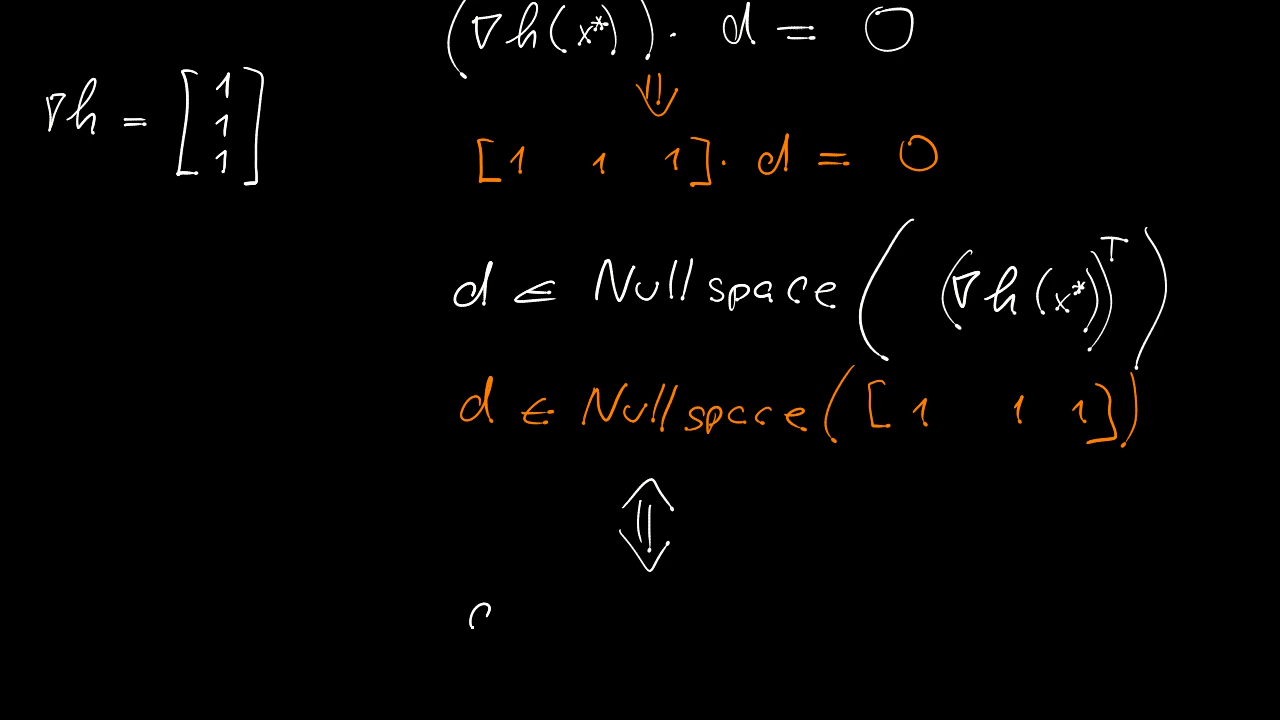 (∇h(x*)). d = 0
⇓
∇h = [1 1 1]
[1 1 1]. d = 0
d ∈ Nullspace((∇h(x*))ᵀ)
d ∈ Nullspace([1 1 1])
⇕